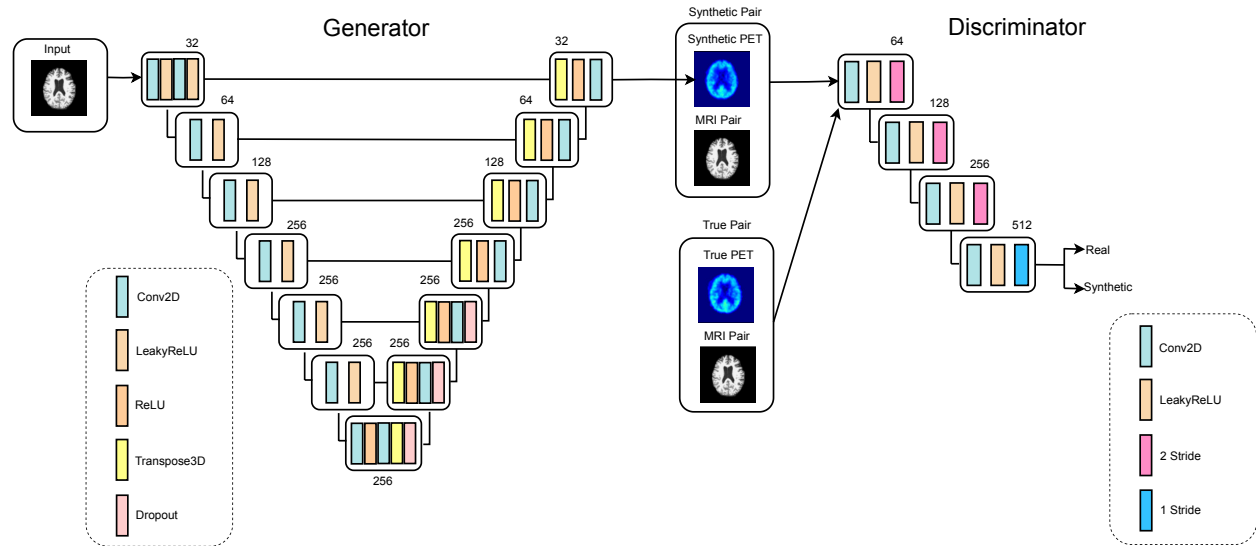 Generator
Discriminator
Input
32
64
128
256
256
256
256
256
256
256
128
64
32
Synthetic Pair
Synthetic PET
MRI Pair
True Pair
True PET
MRI Pair
64
128
256
512
Real
Synthetic
Conv2D
LeakyReLU
ReLU
Transpose3D
Dropout
Conv2D
LeakyReLU
2 Stride
1 Stride